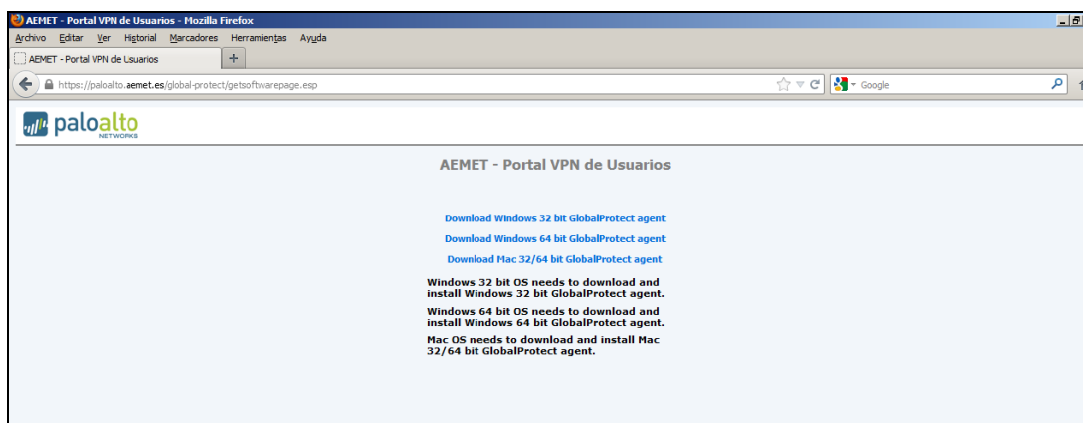 AEMET - Portal VPN de Usuarios - Mozilla Firefox
Archivo Editar Ver Historial Marcadores Herramientas Ayuda
AEMET - Portal VPN de Usuarios
https://paloalto.aemet.es/global-protect/getsoftwarepage.esp
Google
paloalto
NETWORKS
AEMET - Portal VPN de Usuarios
Download Windows 32 bit GlobalProtect agent
Download Windows 64 bit GlobalProtect agent
Download Mac 32/64 bit GlobalProtect agent
Windows 32 bit OS needs to download and
install Windows 32 bit GlobalProtect agent.
Windows 64 bit OS needs to download and
install Windows 64 bit GlobalProtect agent.
Mac OS needs to download and install Mac
32/64 bit GlobalProtect agent.